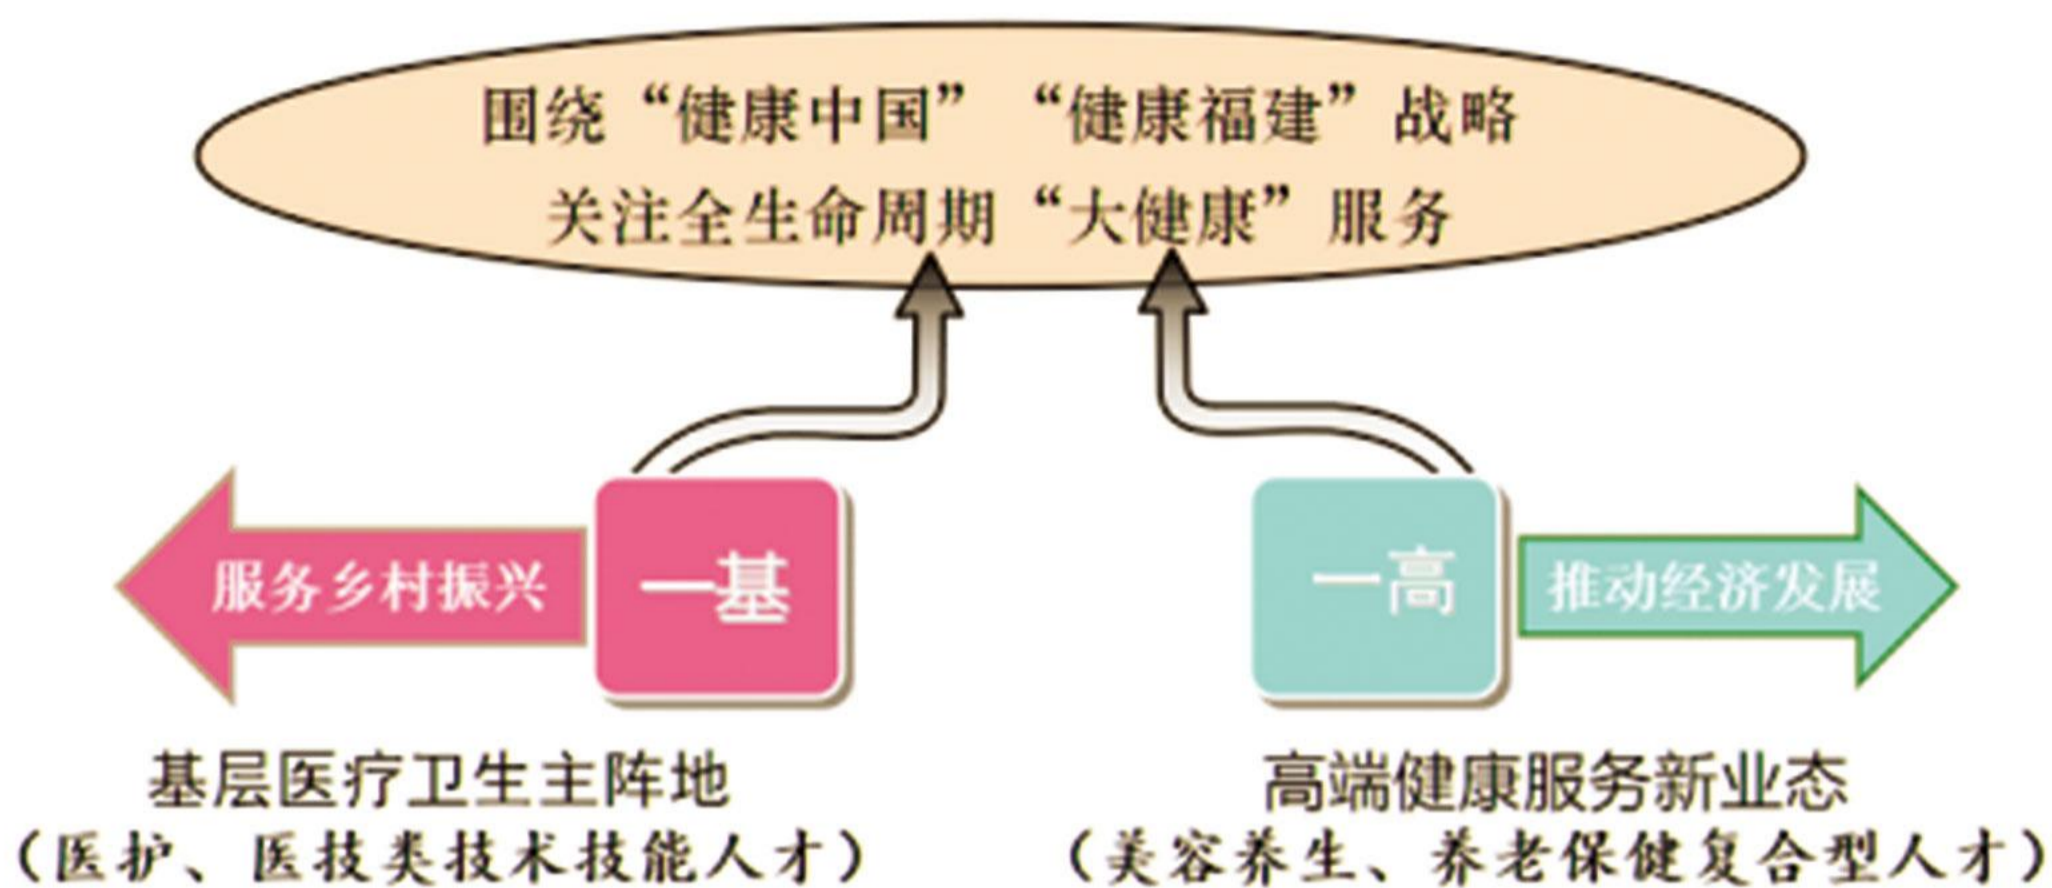 围绕“健康中国”“健康福建”战略
关注全生命周期“大健康”服务
服务乡村振兴
一基
一高
推动经济发展
基层医疗卫生主阵地
（医护、医技类技术技能人才）
高端健康服务新业态
（美容养生、养老保健复合型人才）